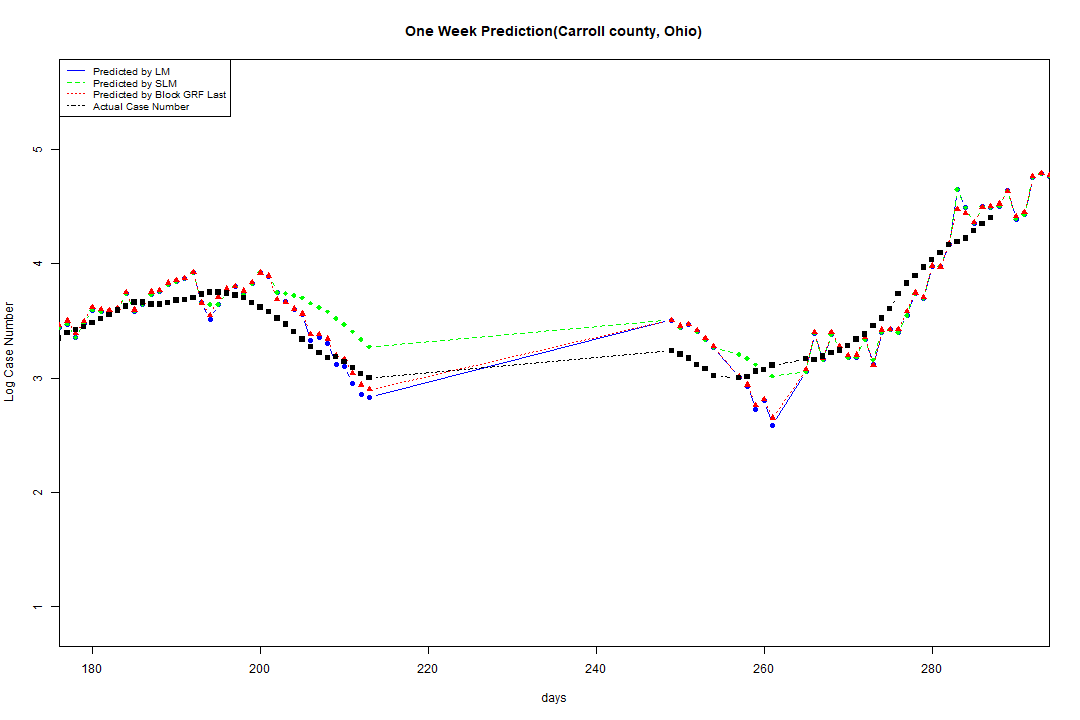 One Week Prediction(Carroll county, Ohio)
Predicted by LM
Predicted by SLM
Predicted by Block GRF Last
Actual Case Number
Log Case Number
5
4
3
2
1
180 200 220 240 260 280
days